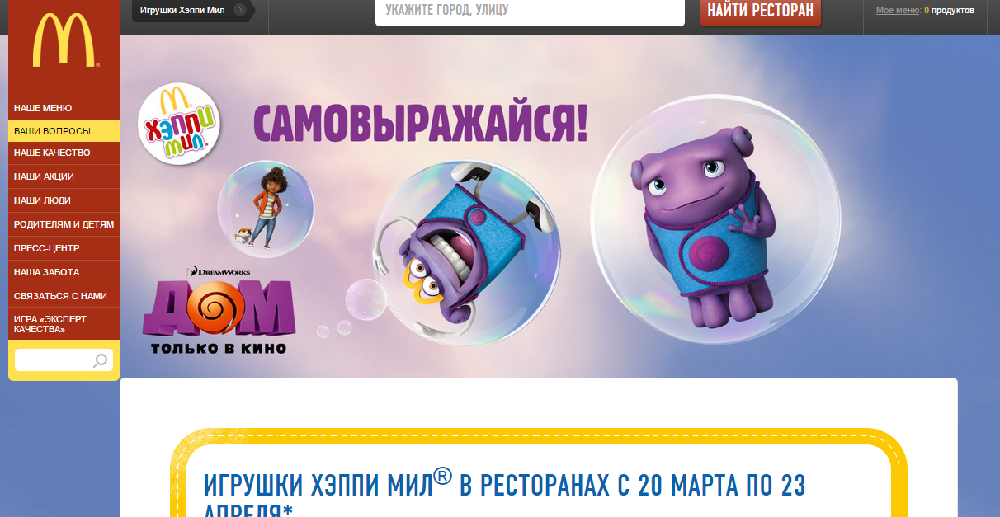 Игрушки Хэппи Мил
УКАЖИТЕ ГОРОД, УЛИЦУ
НАЙТИ РЕСТОРАН
Мое меню: 0 продуктов
НАШЕ МЕНЮ
ВАШИ ВОПРОСЫ
НАШЕ КАЧЕСТВО
НАШИ АКЦИИ
НАШИ ЛЮДИ
РОДИТЕЛЯМ И ДЕТЯМ
ПРЕСС-ЦЕНТР
НАША ЗАБОТА
СВЯЗАТЬСЯ С НАМИ
ИГРА «ЭКСПЕРТ
КАЧЕСТВА»
ХЭППИ
МИЛ
САМОВЫРАЖАЙСЯ!
DREAMWORKS
ДОМ
ТОЛЬКО В КИНО
ИГРУШКИ ХЭППИ МИЛ® В РЕСТОРАНАХ С 20 МАРТА ПО 23
АПРЕЛЯ*